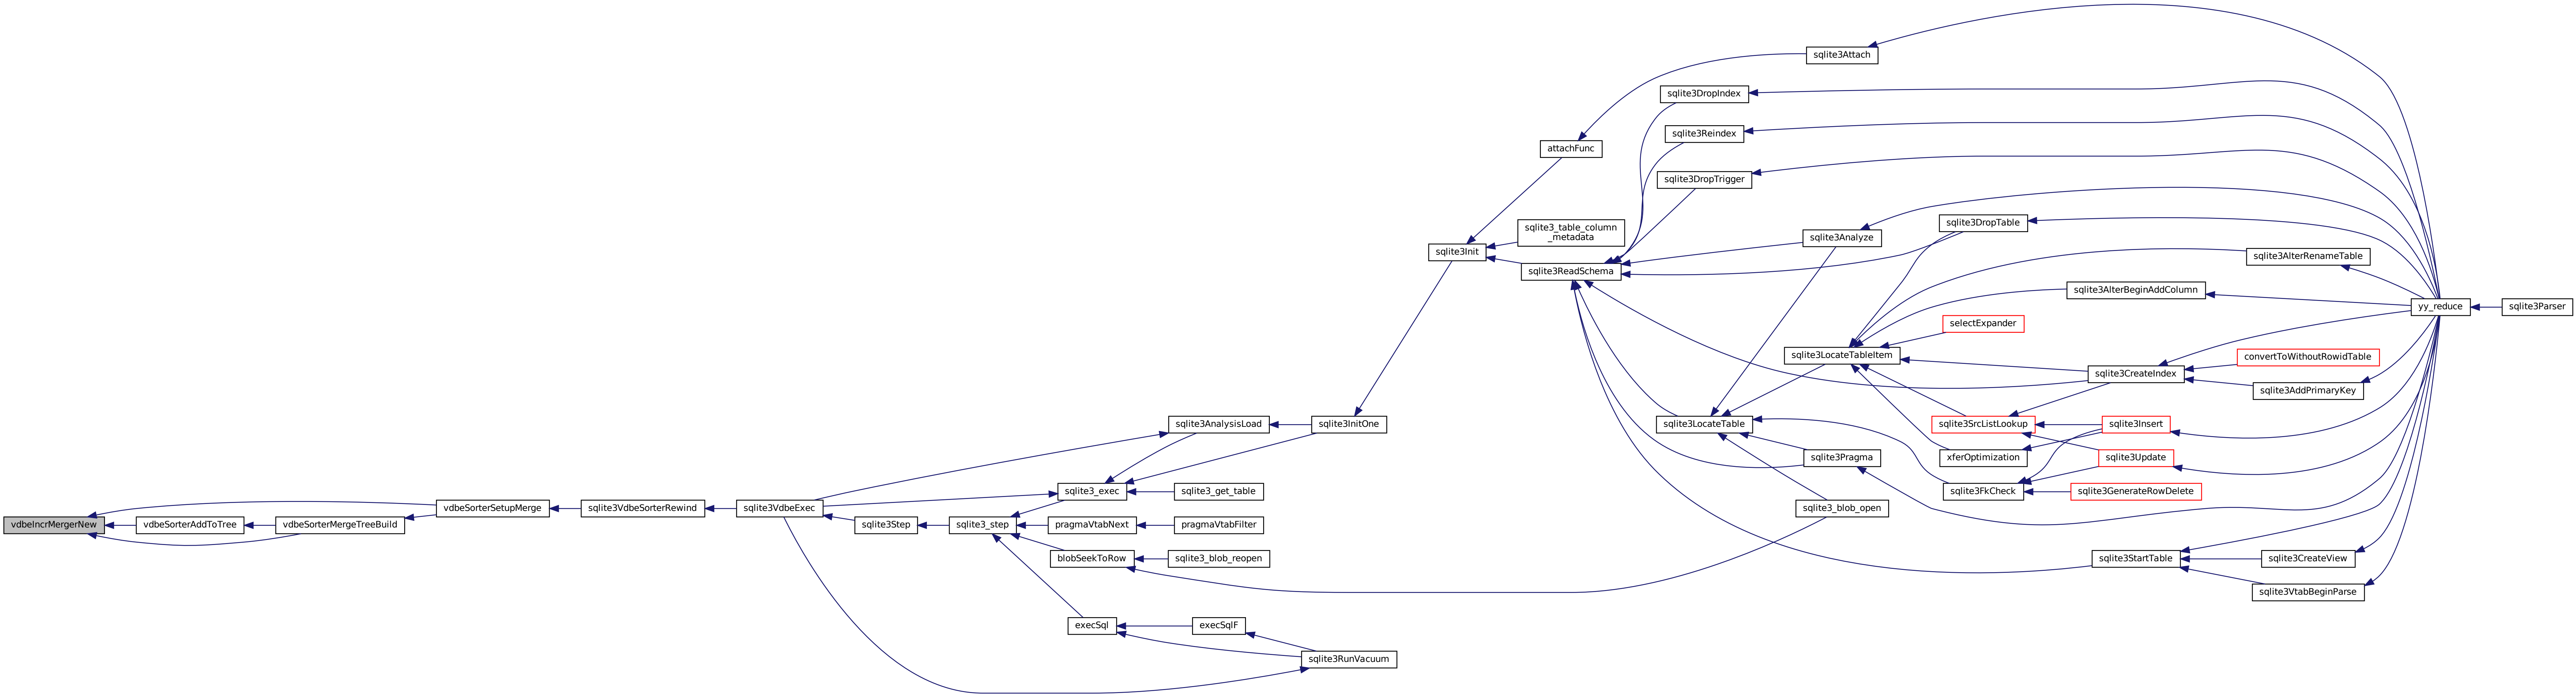 vdbeIncrMergerNew
vdbeSorterAddToTree
vdbeSorterMergeTreeBuild
vdbeSorterSetupMerge
sqlite3VdbeSorterRewind
sqlite3VdbeExec
sqlite3Step
sqlite3_step
sqlite3AnalysisLoad
sqlite3_exec
sqlite3_get_table
pragmaVtabNext
pragmaVtabFilter
blobSeekToRow
sqlite3_blob_reopen
execSql
execSqlF
sqlite3RunVacuum
sqlite3InitOne
sqlite3Init
attachFunc
sqlite3_table_column
_metadata
sqlite3ReadSchema
sqlite3Attach
sqlite3DropIndex
sqlite3Reindex
sqlite3DropTrigger
sqlite3Analyze
sqlite3LocateTable
sqlite3LocateTableItem
sqlite3Pragma
sqlite3_blob_open
sqlite3DropTable
selectExpander
sqlite3SrcListLookup
xferOptimization
sqlite3FkCheck
sqlite3AlterBeginAddColumn
sqlite3CreateIndex
sqlite3Insert
sqlite3Update
sqlite3GenerateRowDelete
sqlite3StartTable
sqlite3AlterRenameTable
convertToWithoutRowidTable
sqlite3AddPrimaryKey
sqlite3CreateView
sqlite3VtabBeginParse
yy_reduce
sqlite3Parser